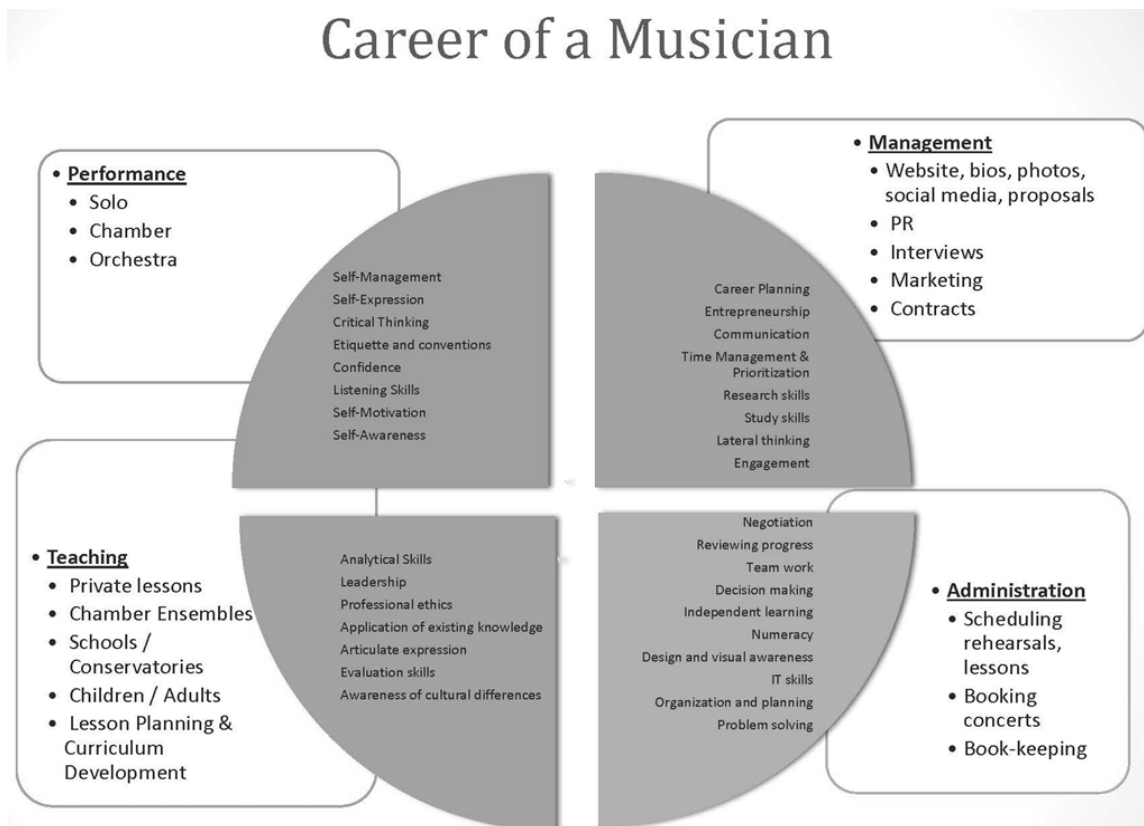 Career of a Musician
• Performance
• Solo
• Chamber
• Orchestra
Self-Management
Self-Expression
Critical Thinking
Etiquette and conventions
Confidence
Listening Skills
Self-Motivation
Self-Awareness
• Management
• Website, bios, photos,
social media, proposals
• PR
• Interviews
• Marketing
• Contracts
Career Planning
Entrepreneurship
Communication
Time Management &
Prioritization
Research skills
Study skills
Lateral thinking
Engagement
• Teaching
• Private lessons
• Chamber Ensembles
• Schools /
Conservatories
• Children / Adults
• Lesson Planning &
Curriculum
Development
Analytical Skills
Leadership
Professional ethics
Application of existing knowledge
Articulate expression
Evaluation skills
Awareness of cultural differences
Negotiation
Reviewing progress
Team work
Decision making
Independent learning
Numeracy
Design and visual awareness
IT skills
Organization and planning
Problem solving
• Administration
• Scheduling
rehearsals,
lessons
• Booking
concerts
• Book-keeping